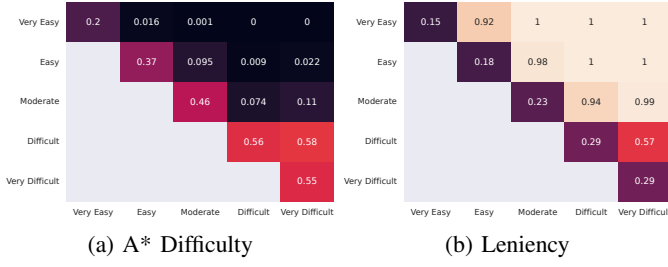 Very Easy 0.2 0.016 0.001 0 0
Easy 0.37 0.095 0.009 0.022
Moderate 0.46 0.074 0.11
Difficult 0.56 0.58
Very Difficult 0.55
Very Easy Easy Moderate Difficult Very Difficult
(a) A* Difficulty
Very Easy 0.15 0.92 1 1 1
Easy 0.18 0.98 1 1
Moderate 0.23 0.94 0.99
Difficult 0.29 0.57
Very Difficult 0.29
Very Easy Easy Moderate Difficult Very Difficult
(b) Leniency